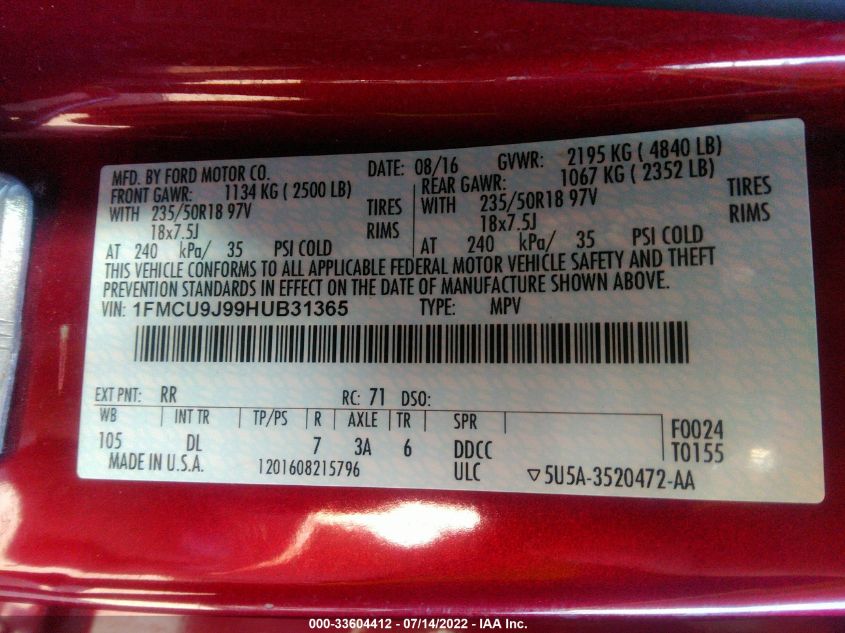 MFD. BY FORD MOTOR CO. DATE: 08/16 GVWR: 2195 KG ( 4840 LB)
FRONT GAWR: 1134 KG ( 2500 LB) REAR GAWR: 1067 KG ( 2352 LB)
WITH 235/50R18 97V TIRES WITH 235/50R18 97V TIRES
18x7.5J RIMS 18x7.5J RIMS
AT 240 kPa/ 35 PSI COLD AT 240 kPa/ 35 PSI COLD
THIS VEHICLE CONFORMS TO ALL APPLICABLE FEDERAL MOTOR VEHICLE SAFETY AND THEFT
PREVENTION STANDARDS IN EFFECT ON THE DATE OF MANUFACTURE SHOWN ABOVE.
VIN: 1FMCU9J99HUB31365 TYPE: MPV
EXT PNT: RR RC: 71 DSO:
WB INT TR TP/PS R AXLE TR SPR F0024
105 DL 7 3A 6 DDCC T0155
MADE IN U.S.A. 1201608215796 ULC ▽5U5A-3520472-AA
000-33604412 - 07/14/2022 - IAA Inc.